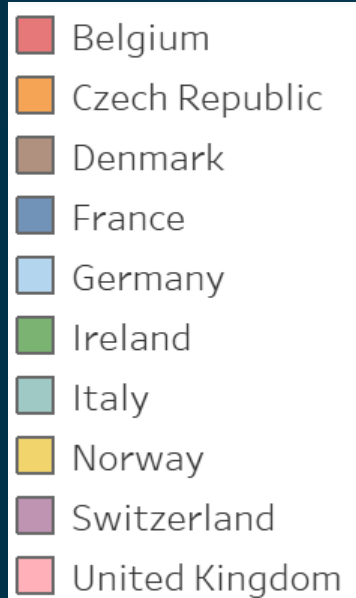 Belgium
Czech Republic
Denmark
France
Germany
Ireland
Italy
Norway
Switzerland
United Kingdom